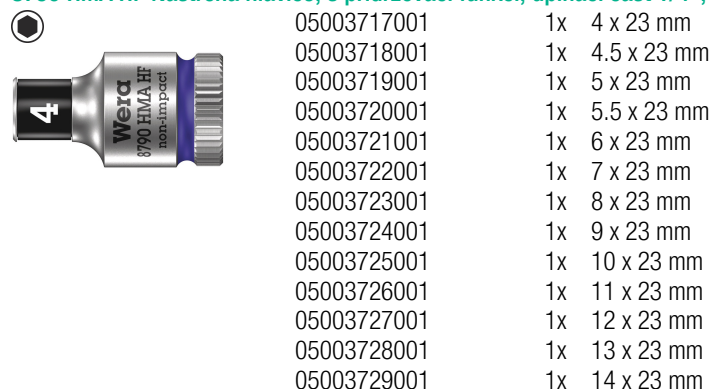 05003717001 1x 4 x 23 mm
05003718001 1x 4.5 x 23 mm
05003719001 1x 5 x 23 mm
05003720001 1x 5.5 x 23 mm
05003721001 1x 6 x 23 mm
05003722001 1x 7 x 23 mm
05003723001 1x 8 x 23 mm
05003724001 1x 9 x 23 mm
05003725001 1x 10 x 23 mm
05003726001 1x 11 x 23 mm
05003727001 1x 12 x 23 mm
05003728001 1x 13 x 23 mm
05003729001 1x 14 x 23 mm
4
Wera
8790 HMA HF
non-impact